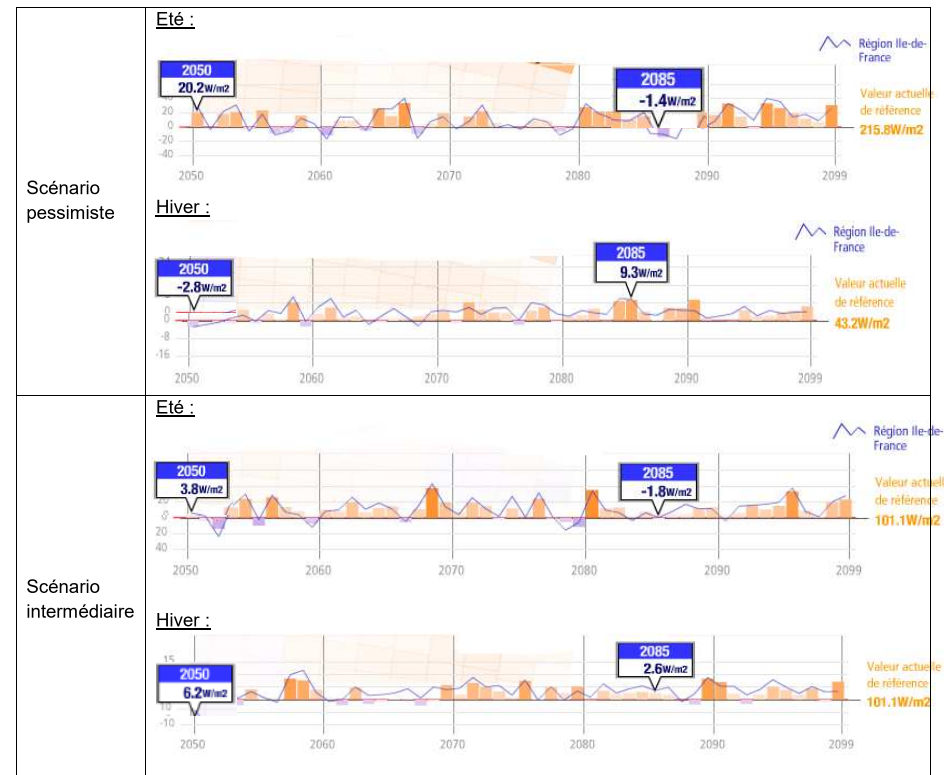 Scénario
pessimiste
Eté :
Région Ile-de-
France
2050
20.2W/m2
2085
-1.4W/m2
Valeur actuelle
de référence
215.8W/m2
20
0
-20
-40
2050 2060 2070 2080 2090 2099
Hiver :
Région Ile-de-
France
2050
-2.8W/m2
2085
9.3W/m2
Valeur actuelle
de référence
43.2W/m2
0
-8
-16
2050 2060 2070 2080 2090 2099
Scénario
intermédiaire
Eté :
Région Ile-de-
France
2050
3.8W/m2
2085
-1.8W/m2
Valeur actuell
de référence
101.1W/m2
0
20
40
2050 2060 2070 2080 2090 2099
Hiver :
15
2050
6.2W/m2
2085
2.6W/m2
Valeur actuelle
de référence
101.1W/m2
-10
2050 2060 2070 2080 2090 2099